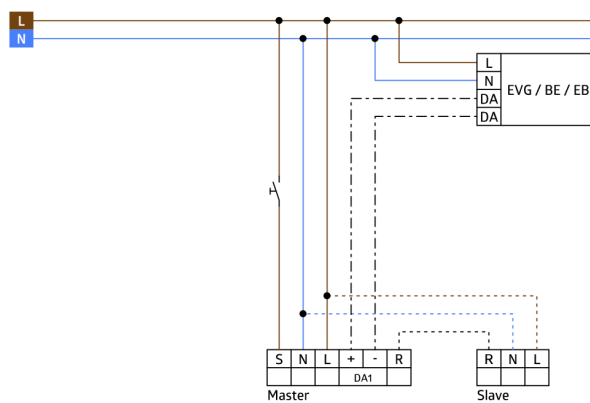 L
N
L
N EVG / BE / EB
DA
DA
S N L + - R R N L
DA1
Master Slave